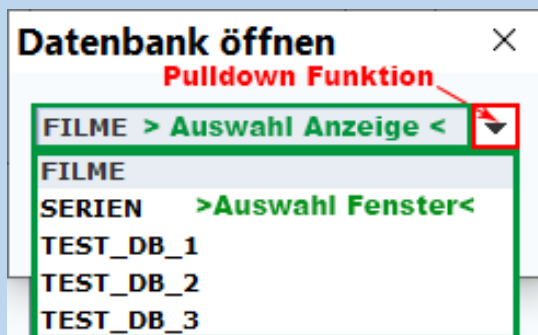 Datenbank öffnen
Pulldown Funktion
FILME > Auswahl Anzeige <
FILME
SERIEN >Auswahl Fenster<
TEST_DB_1
TEST_DB_2
TEST_DB_3